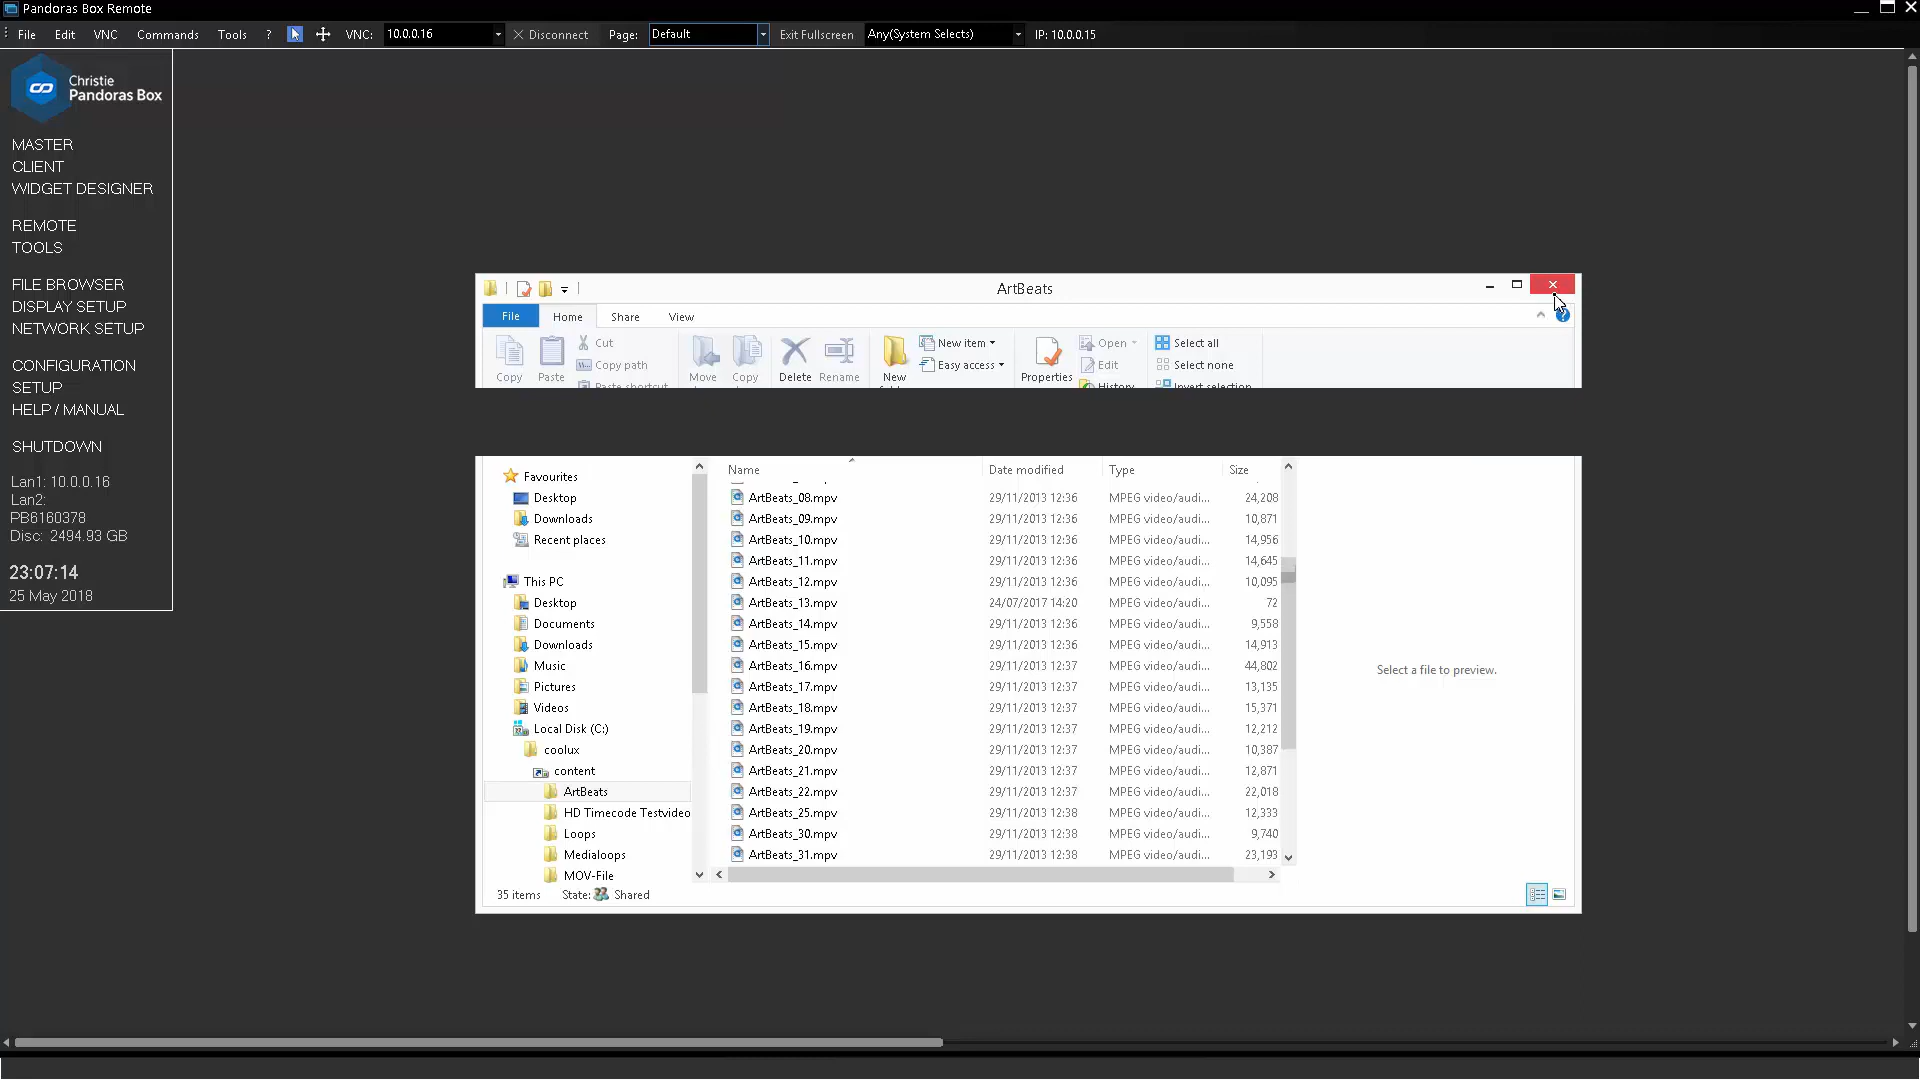 Pandoras Box Remote
File Edit VNC Commands Tools ? VNC: 10.0.0.16 Disconnect Page: Default Exit Fullscreen Any(System Selects) IP: 10.0.0.15
Christie
Pandoras Box
MASTER
CLIENT
WIDGET DESIGNER
REMOTE
TOOLS
FILE BROWSER
DISPLAY SETUP
NETWORK SETUP
CONFIGURATION
SETUP
HELP / MANUAL
SHUTDOWN
Lan1: 10.0.0.16
Lan2:
PB6160378
Disc: 2494.93 GB
23:07:14
25 May 2018
ArtBeats
File Home Share View
Cut New item Open Select all
Copy path Easy access Edit Select none
Copy Paste Move Copy Delete Rename New Properties
Paste shortcut History Invert selection
Name Date modified Type Size
Favourites
Desktop
Downloads
Recent places
This PC
Desktop
Documents
Downloads
Music
Pictures
Videos
Local Disk (C:)
coolux
content
ArtBeats
HD Timecode Testvideo
Loops
Medialoops
MOV-File
ArtBeats_08.mpv 29/11/2013 12:36 MPEG video/audi... 24,208
ArtBeats_09.mpv 29/11/2013 12:36 MPEG video/audi... 10,871
ArtBeats_10.mpv 29/11/2013 12:36 MPEG video/audi... 14,956
ArtBeats_11.mpv 29/11/2013 12:36 MPEG video/audi... 14,645
ArtBeats_12.mpv 29/11/2013 12:36 MPEG video/audi... 10,095
ArtBeats_13.mpv 24/07/2017 14:20 MPEG video/audi... 72
ArtBeats_14.mpv 29/11/2013 12:36 MPEG video/audi... 9,558
ArtBeats_15.mpv 29/11/2013 12:36 MPEG video/audi... 14,913
ArtBeats_16.mpv 29/11/2013 12:37 MPEG video/audi... 44,802
ArtBeats_17.mpv 29/11/2013 12:37 MPEG video/audi... 13,135
ArtBeats_18.mpv 29/11/2013 12:37 MPEG video/audi... 15,371
ArtBeats_19.mpv 29/11/2013 12:37 MPEG video/audi... 12,212
ArtBeats_20.mpv 29/11/2013 12:37 MPEG video/audi... 10,387
ArtBeats_21.mpv 29/11/2013 12:37 MPEG video/audi... 12,871
ArtBeats_22.mpv 29/11/2013 12:37 MPEG video/audi... 22,018
ArtBeats_25.mpv 29/11/2013 12:38 MPEG video/audi... 12,333
ArtBeats_30.mpv 29/11/2013 12:38 MPEG video/audi... 9,740
ArtBeats_31.mpv 29/11/2013 12:38 MPEG video/audi... 23,193
Select a file to preview.
35 items State: Shared